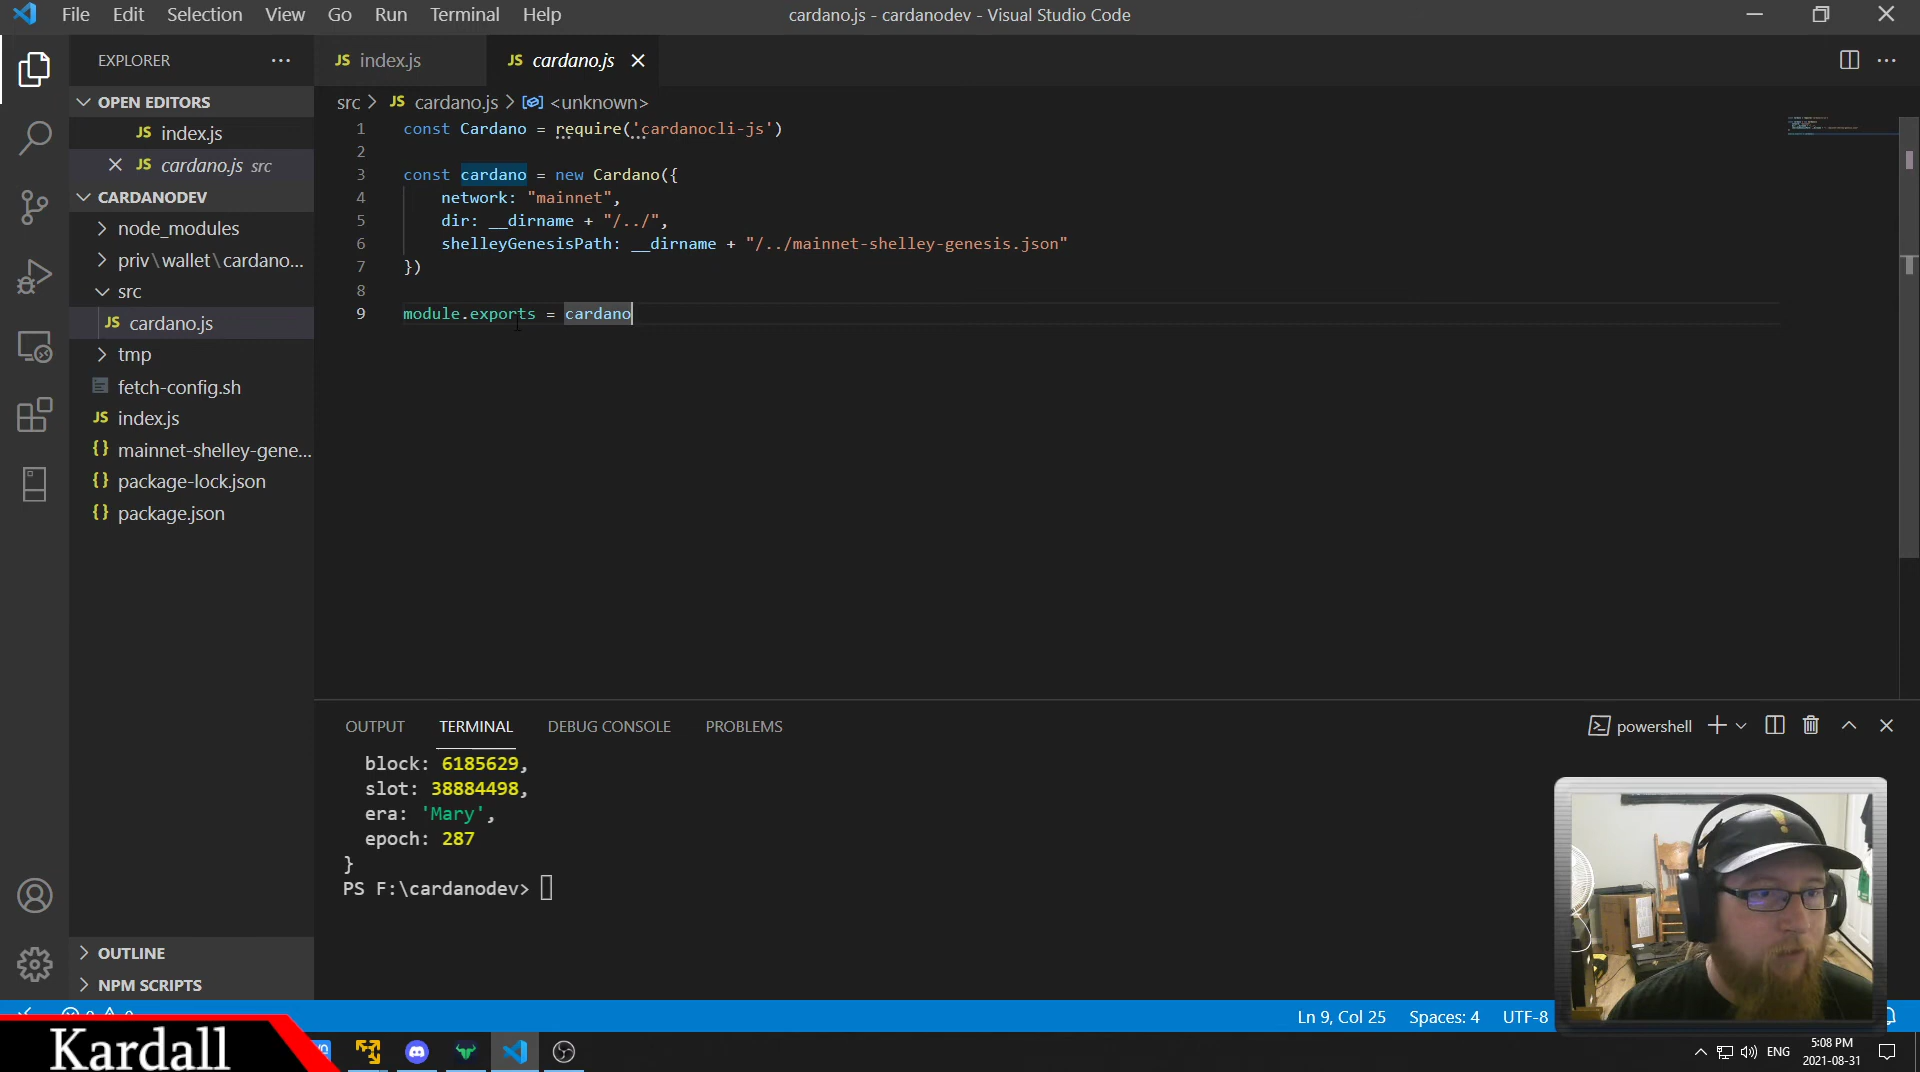 File Edit Selection View Go Run Terminal Help
cardano.js - cardanodev - Visual Studio Code
EXPLORER
OPEN EDITORS
JS index.js
JS cardano.js src
CARDANODEV
node_modules
priv\wallet\cardano...
src
JS cardano.js
tmp
fetch-config.sh
JS index.js
{} mainnet-shelley-gene...
{} package-lock.json
{} package.json
OUTLINE
NPM SCRIPTS
JS index.js
JS cardano.js
src > JS cardano.js > <unknown>
1 const Cardano = require('cardanocli-js')
2
3 const cardano = new Cardano({
4 network: "mainnet",
5 dir: __dirname + "/../",
6 shelleyGenesisPath: __dirname + "/../mainnet-shelley-genesis.json"
7 })
8
9 module.exports = cardano
OUTPUT TERMINAL DEBUG CONSOLE PROBLEMS
powershell
block: 6185629,
slot: 38884498,
era: 'Mary',
epoch: 287
}
PS F:\cardanodev>
Ln 9, Col 25 Spaces: 4 UTF-8
Kardall
ENG
5:08 PM
2021-08-31